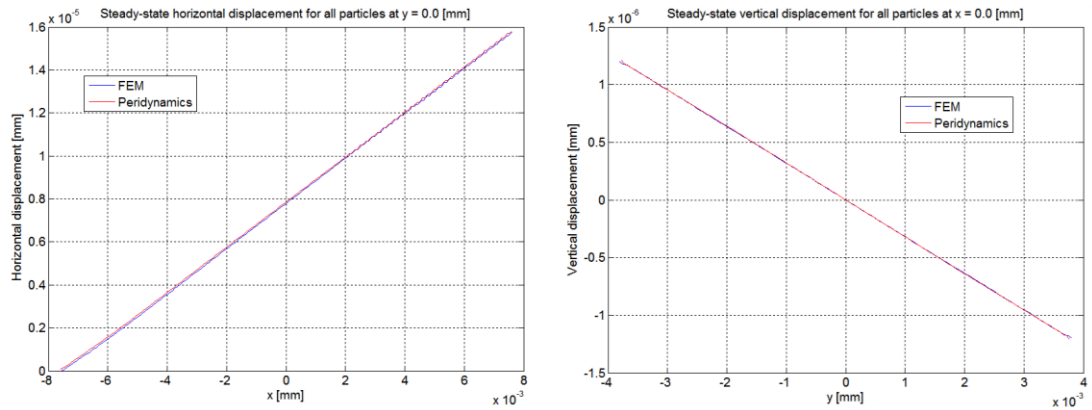 Steady-state horizontal displacement for all particles at y = 0.0 [mm]
x 10⁻⁵
1.6
1.4
1.2
1
0.8
0.6
0.4
0.2
0
Horizontal displacement [mm]
FEM
Peridynamics
-8 -6 -4 -2 0 2 4 6 8
x [mm]
x 10⁻³
Steady-state vertical displacement for all particles at x = 0.0 [mm]
x 10⁻⁶
1.5
1
0.5
0
-0.5
-1
-1.5
Vertical displacement [mm]
FEM
Peridynamics
-4 -3 -2 -1 0 1 2 3 4
y [mm]
x 10⁻³